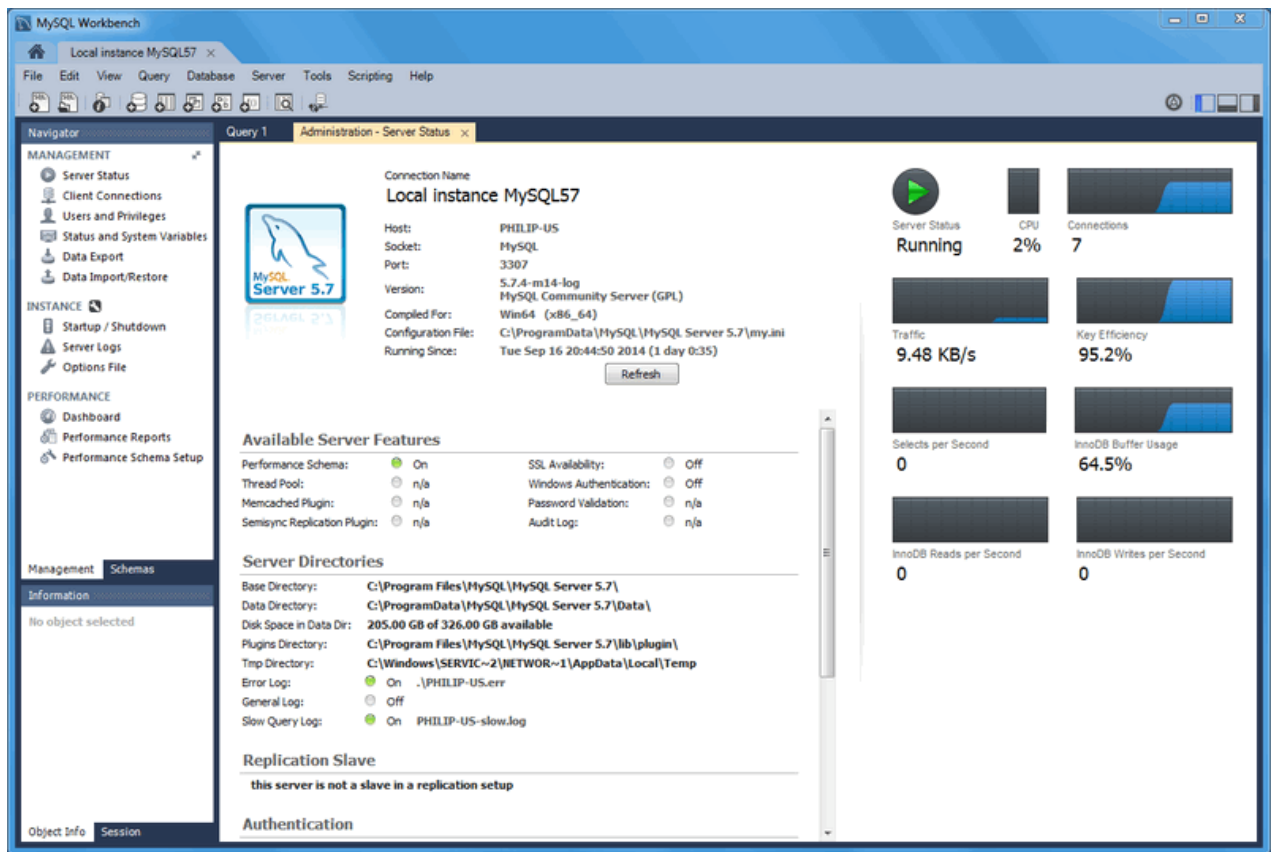 MySQL Workbench
Local instance MySQL57
File Edit View Query Database Server Tools Scripting Help
Navigator
MANAGEMENT
Server Status
Client Connections
Users and Privileges
Status and System Variables
Data Export
Data Import/Restore
INSTANCE
Startup / Shutdown
Server Logs
Options File
PERFORMANCE
Dashboard
Performance Reports
Performance Schema Setup
Management Schemas
Information
No object selected
Object Info Session
Query 1 Administration - Server Status
MySQL
Server 5.7
Connection Name
Local instance MySQL57
Host: PHILIP-US
Socket: MySQL
Port: 3307
Version: 5.7.4-m14-log
MySQL Community Server (GPL)
Compiled For: Win64 (x86_64)
Configuration File: C:\ProgramData\MySQL\MySQL Server 5.7\my.ini
Running Since: Tue Sep 16 20:44:50 2014 (1 day 0:35)
Refresh
Available Server Features
Performance Schema: On SSL Availability: Off
Thread Pool: n/a Windows Authentication: Off
Memcached Plugin: n/a Password Validation: n/a
Semisync Replication Plugin: n/a Audit Log: n/a
Server Directories
Base Directory: C:\Program Files\MySQL\MySQL Server 5.7\
Data Directory: C:\ProgramData\MySQL\MySQL Server 5.7\Data\
Disk Space in Data Dir: 205.00 GB of 326.00 GB available
Plugins Directory: C:\Program Files\MySQL\MySQL Server 5.7\lib\plugin\
Tmp Directory: C:\Windows\SERVIC~2\NETWOR~1\AppData\Local\Temp
Error Log: On .\PHILIP-US.err
General Log: Off
Slow Query Log: On PHILIP-US-slow.log
Replication Slave
this server is not a slave in a replication setup
Authentication
Server Status CPU Connections
Running 2% 7
Traffic Key Efficiency
9.48 KB/s 95.2%
Selects per Second InnoDB Buffer Usage
0 64.5%
InnoDB Reads per Second InnoDB Writes per Second
0 0